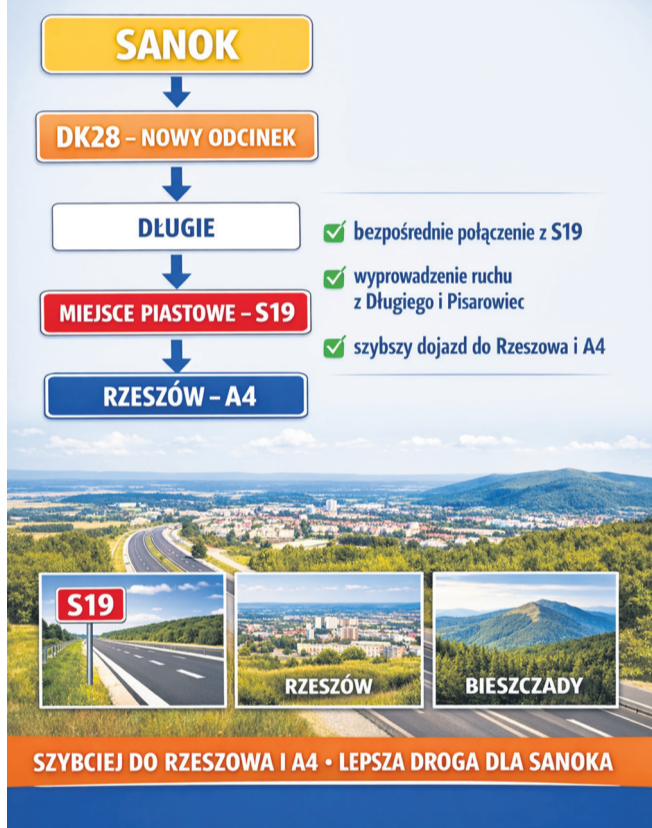 SANOK
DK28 – NOWY ODCINEK
DŁUGIE
MIEJSCE PIASTOWE – S19
RZESZÓW – A4
bezpośrednie połączenie z S19
wyprowadzenie ruchu
z Długiego i Pisarowiec
szybszy dojazd do Rzeszowa i A4
S19
RZESZÓW
BIESZCZADY
SZYBCIEJ DO RZESZOWA I A4 • LEPSZA DROGA DLA SANOKA